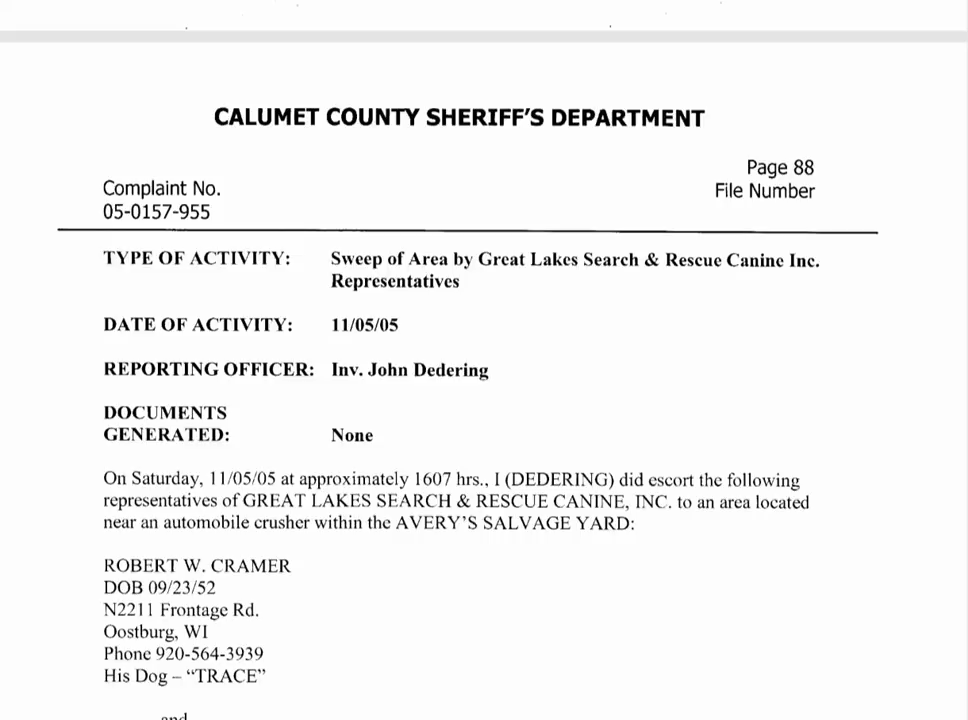 CALUMET COUNTY SHERIFF'S DEPARTMENT
Page 88
Complaint No.
File Number
05-0157-955
TYPE OF ACTIVITY: Sweep of Area by Great Lakes Search & Rescue Canine Inc.
Representatives
DATE OF ACTIVITY: 11/05/05
REPORTING OFFICER: Inv. John Dedering
DOCUMENTS
GENERATED: None
On Saturday, 11/05/05 at approximately 1607 hrs., I (DEDERING) did escort the following
representatives of GREAT LAKES SEARCH & RESCUE CANINE, INC. to an area located
near an automobile crusher within the AVERY'S SALVAGE YARD:
ROBERT W. CRAMER
DOB 09/23/52
N2211 Frontage Rd.
Oostburg, WI
Phone 920-564-3939
His Dog – “TRACE”
and